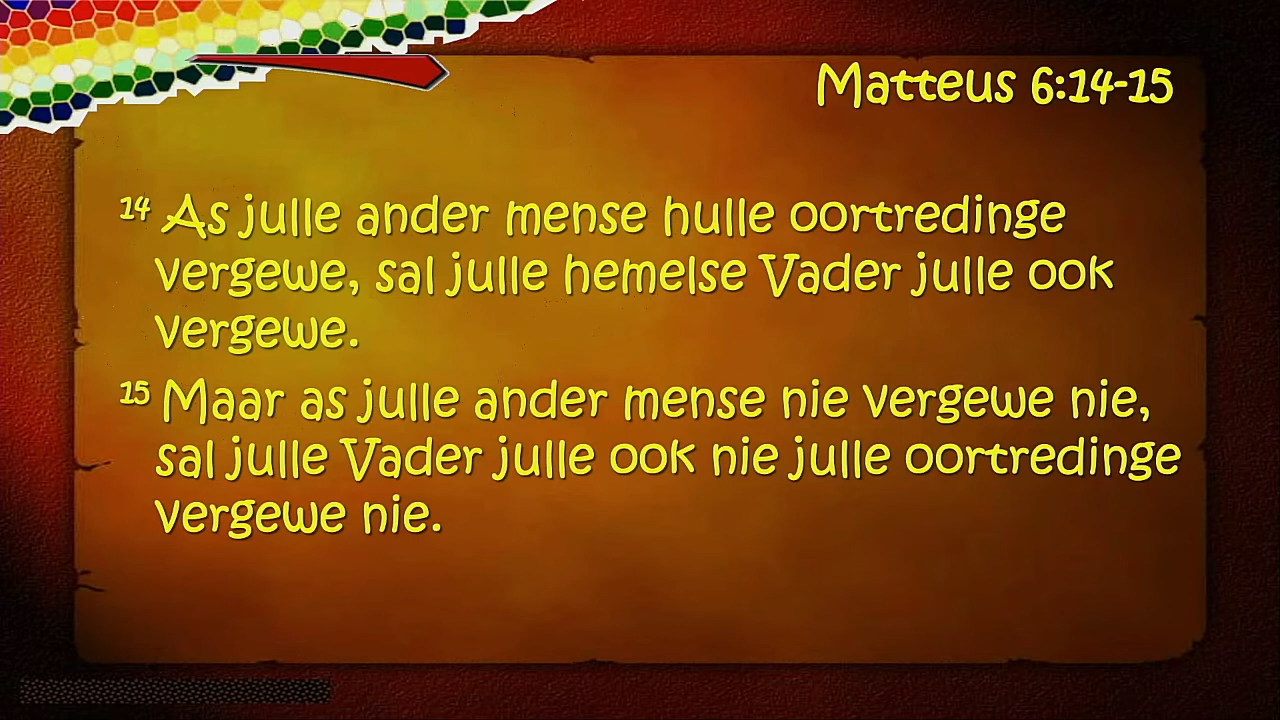 Matteus 6:14-15
14 As julle ander mense hulle oortredinge
vergewe, sal julle hemelse Vader julle ook
vergewe.
15 Maar as julle ander mense nie vergewe nie,
sal julle Vader julle ook nie julle oortredinge
vergewe nie.